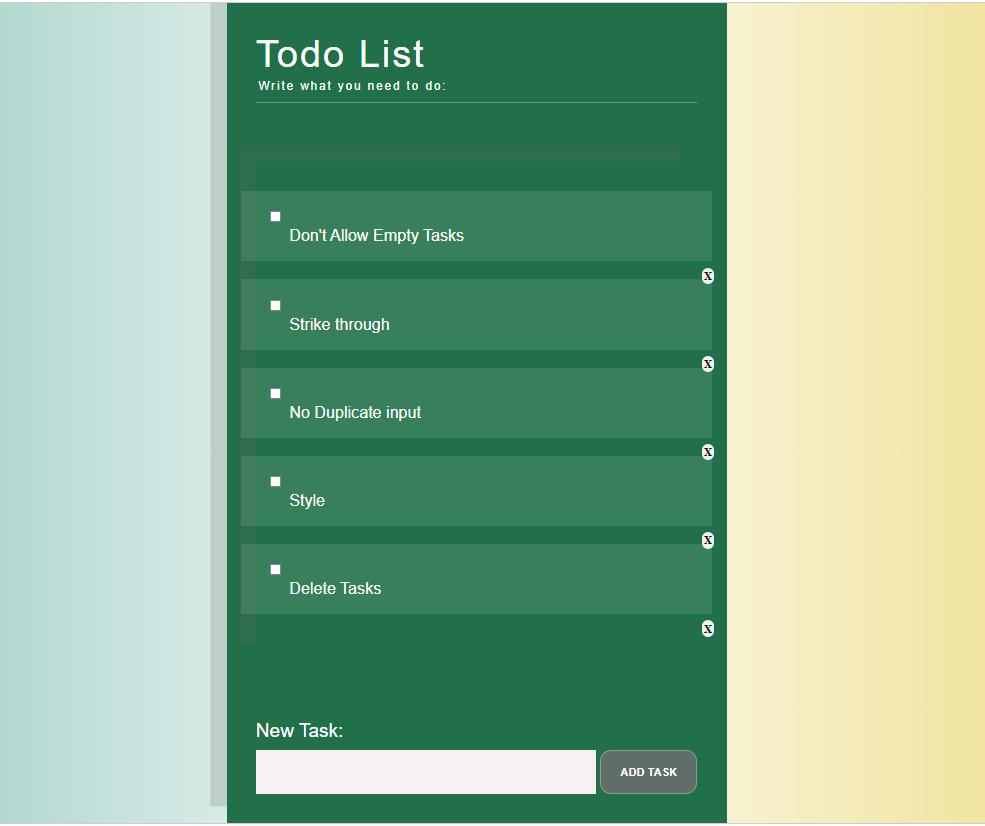 Todo List
Write what you need to do:
Don't Allow Empty Tasks
x
Strike through
x
No Duplicate input
x
Style
x
Delete Tasks
x
New Task:
ADD TASK